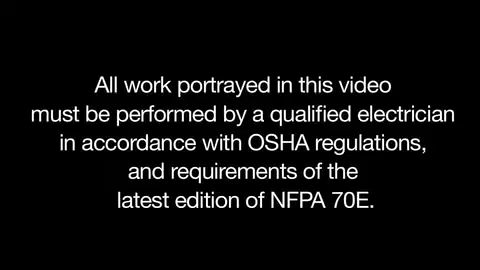 All work portrayed in this video
must be performed by a qualified electrician
in accordance with OSHA regulations,
and requirements of the
latest edition of NFPA 70E.